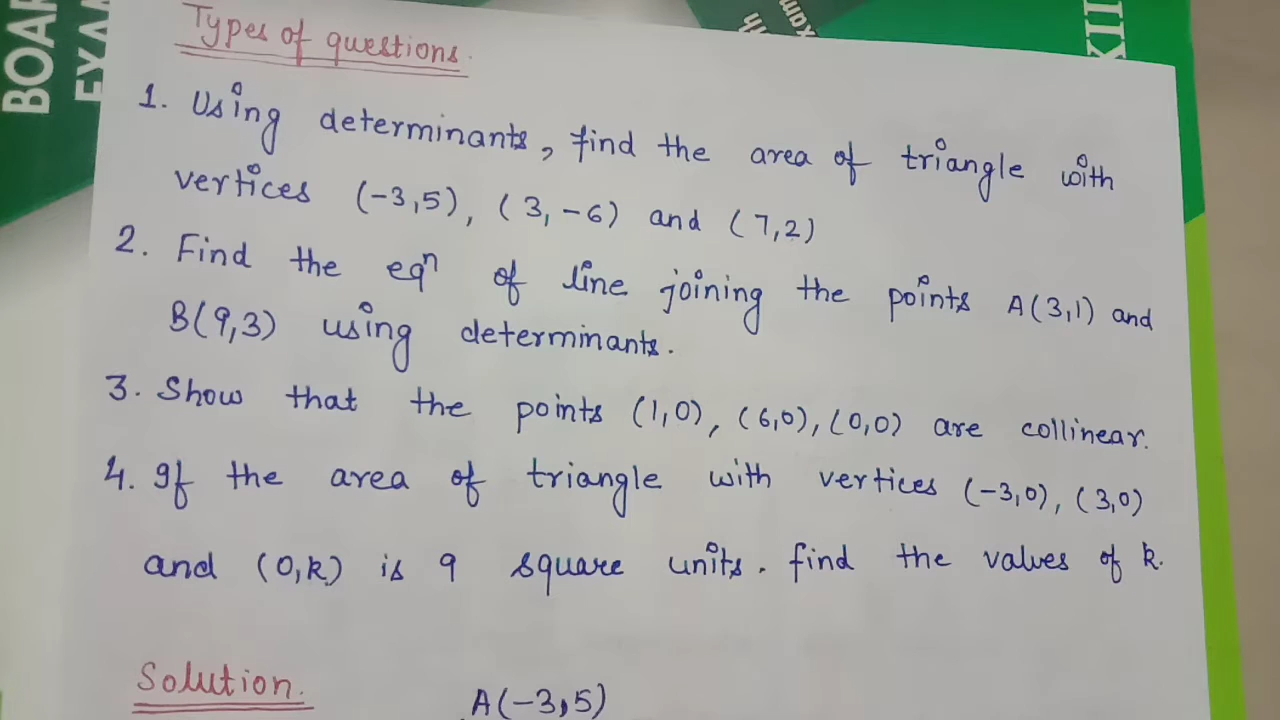 BOAR
EXA
XII
Types of questions.
1. Using determinants, find the area of triangle with
vertices (-3,5), (3,-6) and (7,2)
2. Find the eqⁿ of line joining the points A(3,1) and
B(9,3) using determinants.
3. Show that the points (1,0), (6,0), (0,0) are collinear.
4. If the area of triangle with vertices (-3,0), (3,0)
and (0,k) is 9 square units. find the values of k.
Solution.
A(-3,5)